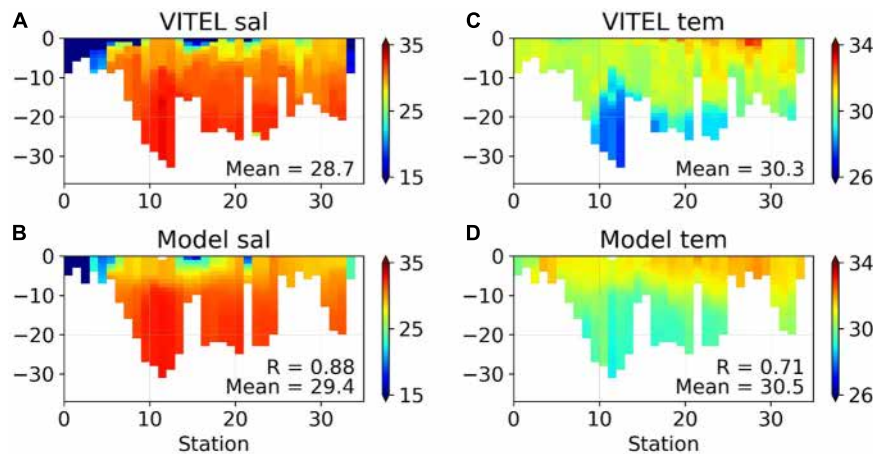 A VITEL sal
0
−10
−20
−30
Mean = 28.7
0 10 20 30
35
25
15
C VITEL tem
0
−10
−20
−30
Mean = 30.3
0 10 20 30
34
30
26
B Model sal
0
−10
−20
−30
R = 0.88
Mean = 29.4
0 10 20 30
Station
35
25
15
D Model tem
0
−10
−20
−30
R = 0.71
Mean = 30.5
0 10 20 30
Station
34
30
26